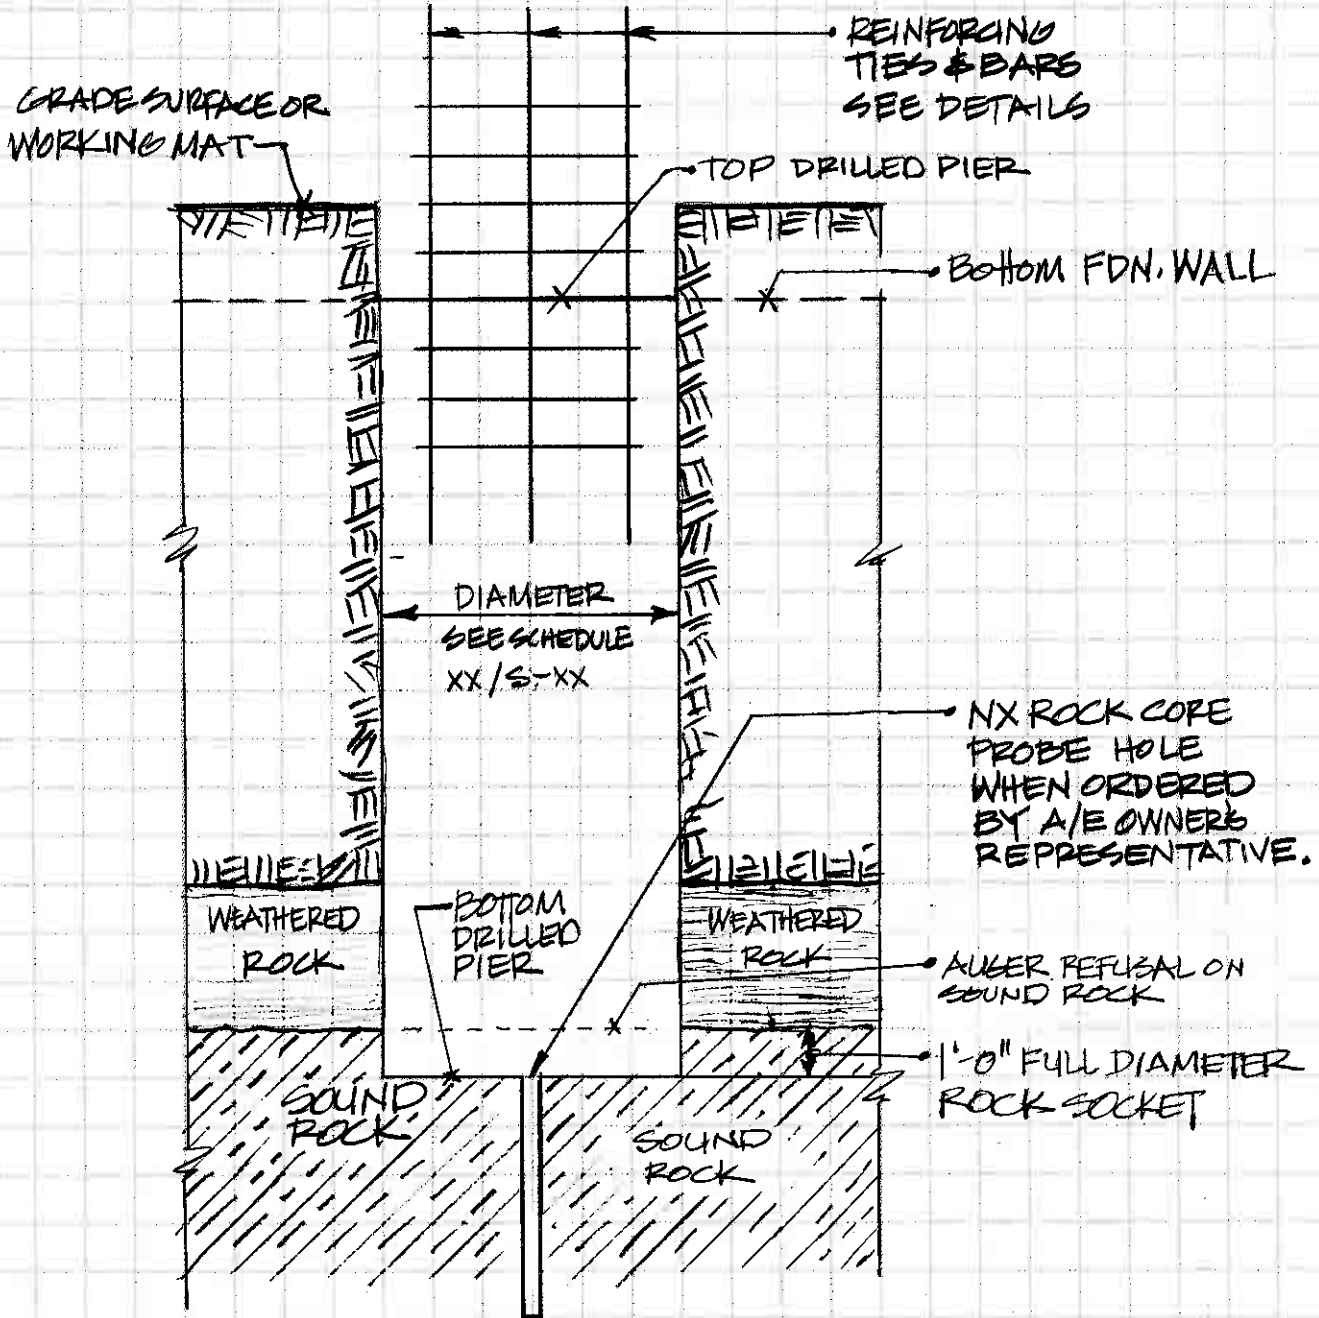 REINFORCING
TIES & BARS
SEE DETAILS
GRADE SURFACE OR
WORKING MAT
TOP DRILLED PIER
BOTTOM FDN. WALL
DIAMETER
SEE SCHEDULE
XX/S-XX
NX ROCK CORE
PROBE HOLE
WHEN ORDERED
BY A/E OWNERS
REPRESENTATIVE.
WEATHERED
ROCK
BOTTOM
DRILLED
PIER
WEATHERED
ROCK
AUGER REFUSAL ON
SOUND ROCK
1'-0" FULL DIAMETER
ROCK SOCKET
SOUND
ROCK
SOUND
ROCK